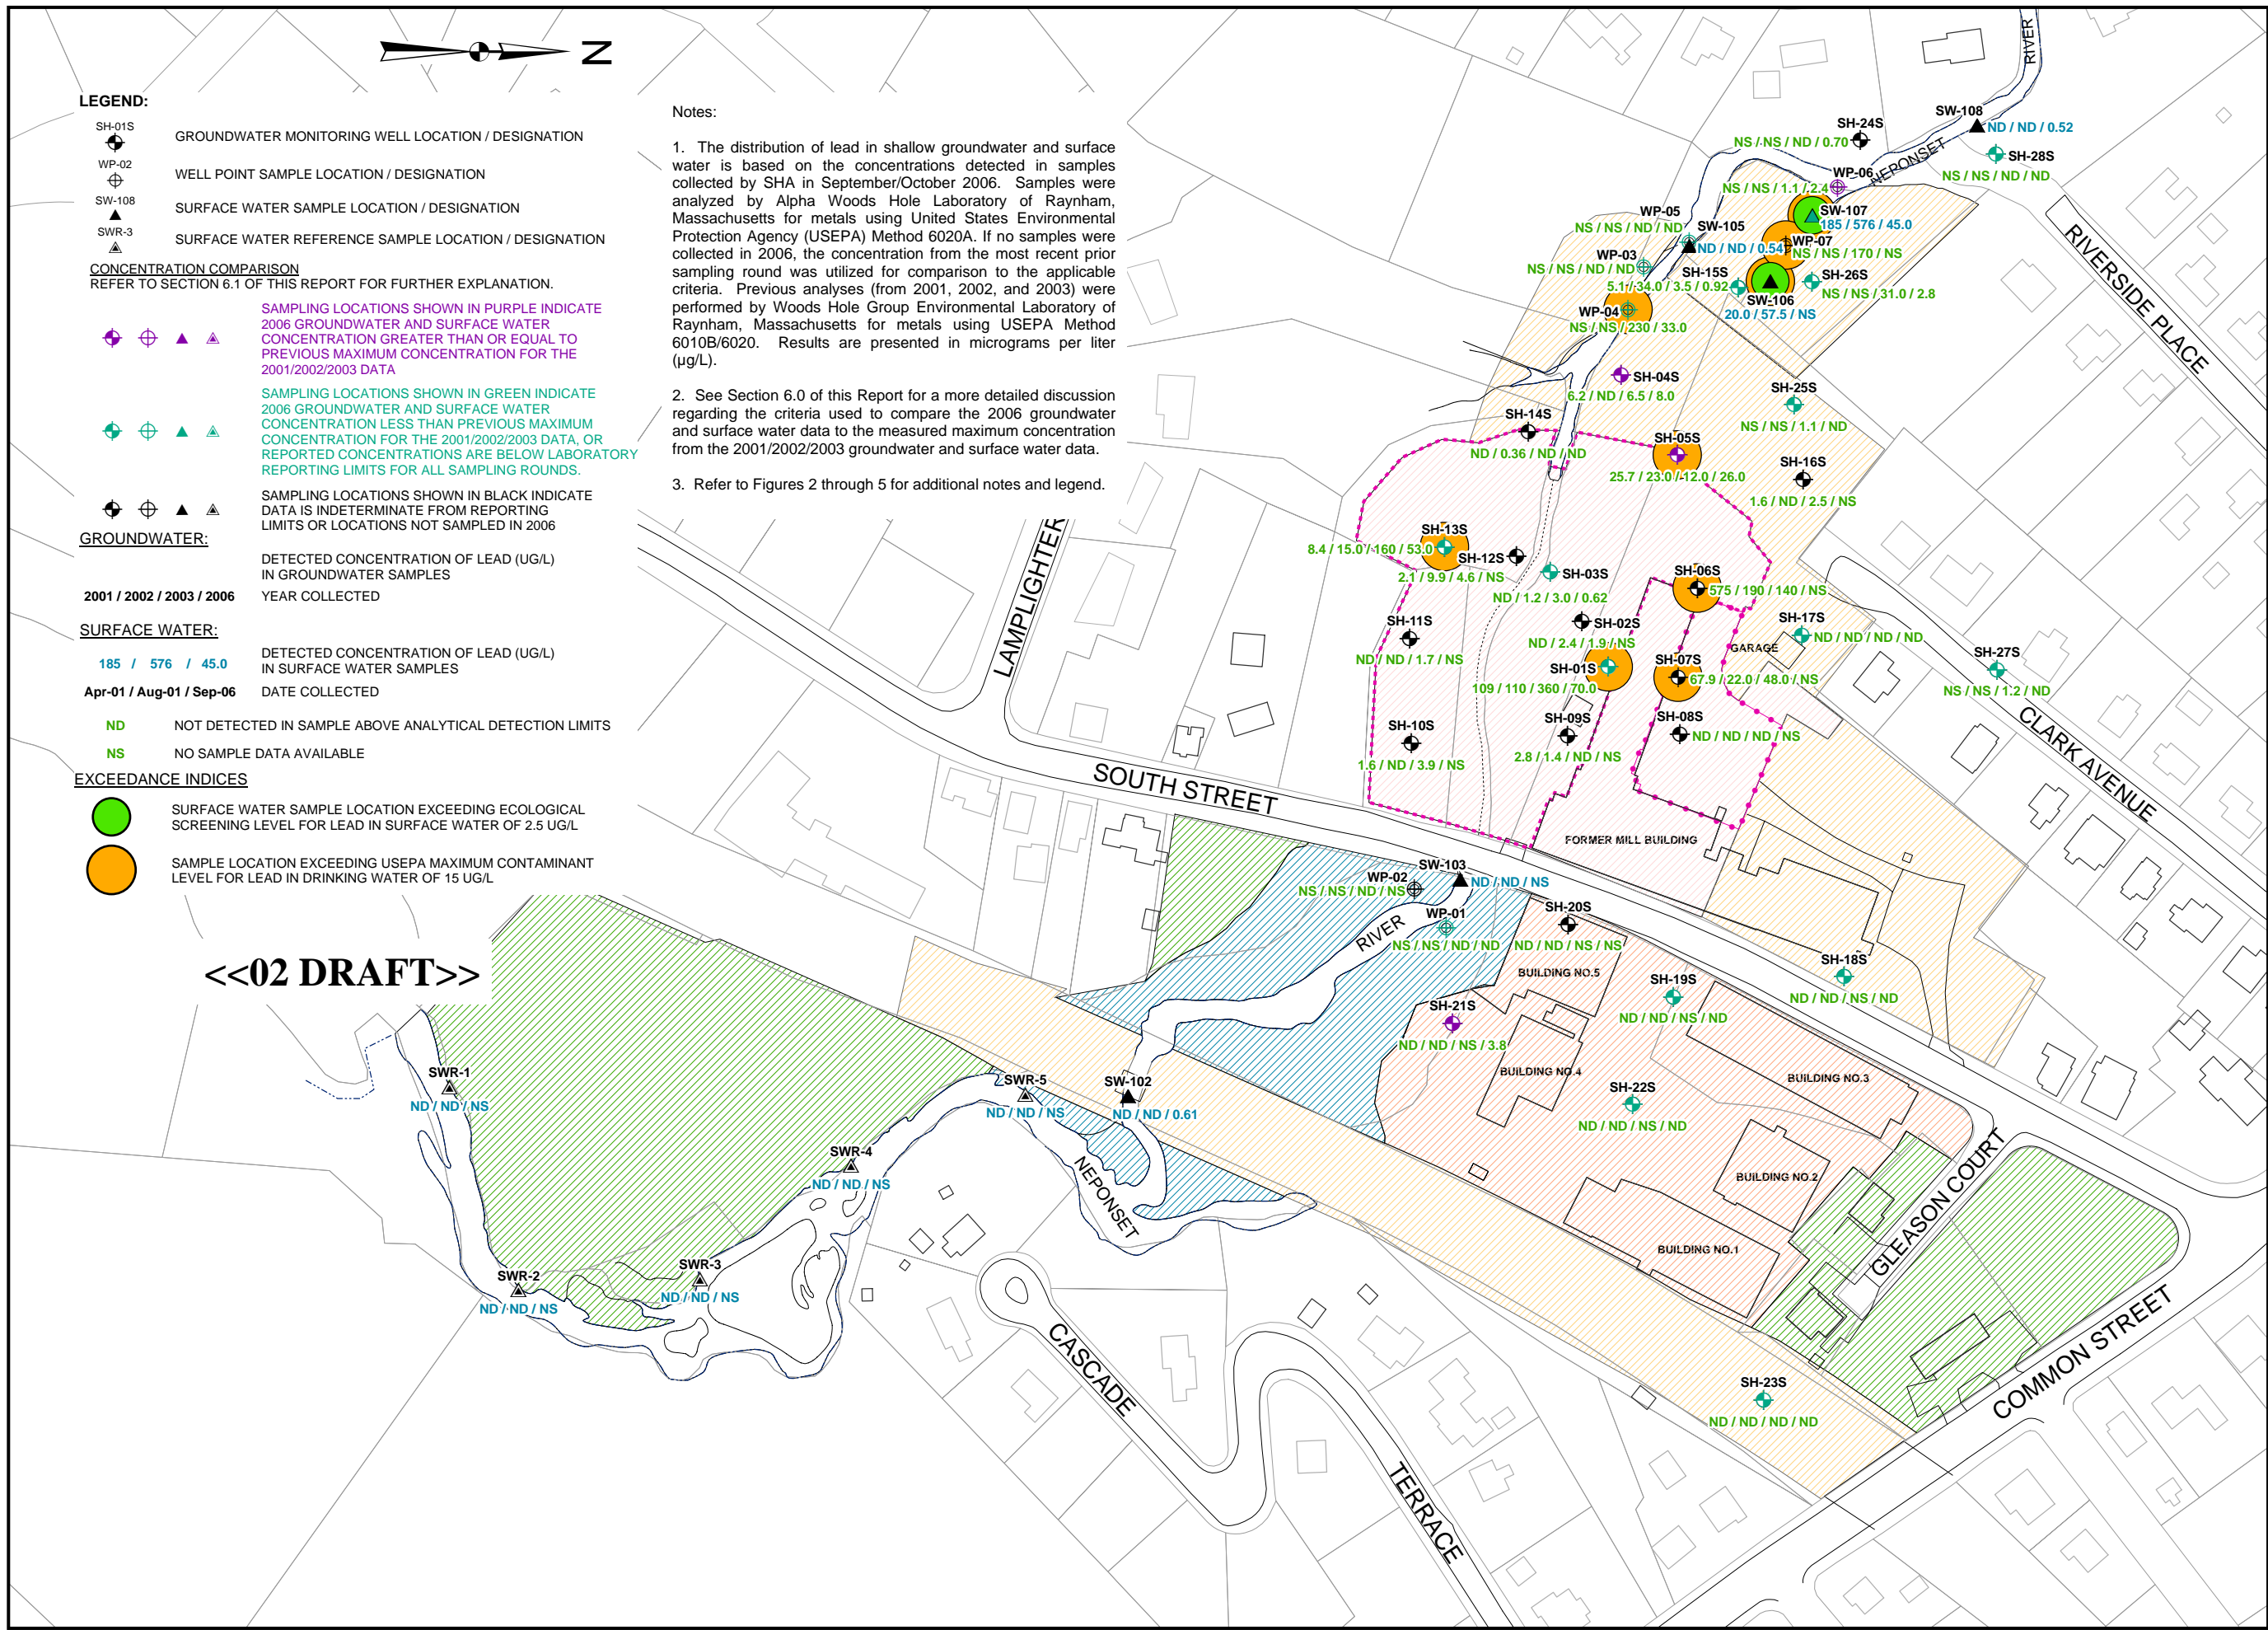 N
LEGEND:
SH-01S
GROUNDWATER MONITORING WELL LOCATION / DESIGNATION
WP-02
WELL POINT SAMPLE LOCATION / DESIGNATION
SW-108
SURFACE WATER SAMPLE LOCATION / DESIGNATION
SWR-3
SURFACE WATER REFERENCE SAMPLE LOCATION / DESIGNATION
CONCENTRATION COMPARISON
REFER TO SECTION 6.1 OF THIS REPORT FOR FURTHER EXPLANATION.
SAMPLING LOCATIONS SHOWN IN PURPLE INDICATE
2006 GROUNDWATER AND SURFACE WATER
CONCENTRATION GREATER THAN OR EQUAL TO
PREVIOUS MAXIMUM CONCENTRATION FOR THE
2001/2002/2003 DATA
SAMPLING LOCATIONS SHOWN IN GREEN INDICATE
2006 GROUNDWATER AND SURFACE WATER
CONCENTRATION LESS THAN PREVIOUS MAXIMUM
CONCENTRATION FOR THE 2001/2002/2003 DATA, OR
REPORTED CONCENTRATIONS ARE BELOW LABORATORY
REPORTING LIMITS FOR ALL SAMPLING ROUNDS.
SAMPLING LOCATIONS SHOWN IN BLACK INDICATE
DATA IS INDETERMINATE FROM REPORTING
LIMITS OR LOCATIONS NOT SAMPLED IN 2006
GROUNDWATER:
DETECTED CONCENTRATION OF LEAD (UG/L)
IN GROUNDWATER SAMPLES
2001 / 2002 / 2003 / 2006 YEAR COLLECTED
SURFACE WATER:
185 / 576 / 45.0
DETECTED CONCENTRATION OF LEAD (UG/L)
IN SURFACE WATER SAMPLES
Apr-01 / Aug-01 / Sep-06 DATE COLLECTED
ND NOT DETECTED IN SAMPLE ABOVE ANALYTICAL DETECTION LIMITS
NS NO SAMPLE DATA AVAILABLE
EXCEEDANCE INDICES
SURFACE WATER SAMPLE LOCATION EXCEEDING ECOLOGICAL
SCREENING LEVEL FOR LEAD IN SURFACE WATER OF 2.5 UG/L
SAMPLE LOCATION EXCEEDING USEPA MAXIMUM CONTAMINANT
LEVEL FOR LEAD IN DRINKING WATER OF 15 UG/L
<<02 DRAFT>>
Notes:
1. The distribution of lead in shallow groundwater and surface
water is based on the concentrations detected in samples
collected by SHA in September/October 2006. Samples were
analyzed by Alpha Woods Hole Laboratory of Raynham,
Massachusetts for metals using United States Environmental
Protection Agency (USEPA) Method 6020A. If no samples were
collected in 2006, the concentration from the most recent prior
sampling round was utilized for comparison to the applicable
criteria. Previous analyses (from 2001, 2002, and 2003) were
performed by Woods Hole Group Environmental Laboratory of
Raynham, Massachusetts for metals using USEPA Method
6010B/6020. Results are presented in micrograms per liter
(µg/L).
2. See Section 6.0 of this Report for a more detailed discussion
regarding the criteria used to compare the 2006 groundwater
and surface water data to the measured maximum concentration
from the 2001/2002/2003 groundwater and surface water data.
3. Refer to Figures 2 through 5 for additional notes and legend.
RIVER
SW-108
ND / ND / 0.52
SH-24S
NS / NS / ND / 0.70
SH-28S
NS / NS / ND / ND
NEPONSET
WP-06
NS / NS / 1.1 / 2.4
SW-107
185 / 576 / 45.0
WP-05
NS / NS / ND / ND
SW-105
ND / ND / 0.54
WP-07
NS / NS / 170 / NS
WP-03
NS / NS / ND / ND
SH-15S
5.1 / 34.0 / 3.5 / 0.92
SH-26S
NS / NS / 31.0 / 2.8
SW-106
20.0 / 57.5 / NS
WP-04
NS / NS / 230 / 33.0
RIVERSIDE PLACE
SH-04S
6.2 / ND / 6.5 / 8.0
SH-25S
NS / NS / 1.1 / ND
SH-14S
ND / 0.36 / ND / ND
SH-05S
25.7 / 23.0 / 12.0 / 26.0
SH-16S
1.6 / ND / 2.5 / NS
SH-13S
8.4 / 15.0 / 160 / 53.0
SH-12S
2.1 / 9.9 / 4.6 / NS
SH-03S
ND / 1.2 / 3.0 / 0.62
SH-06S
575 / 190 / 140 / NS
LAMPLIGHTER
SH-11S
ND / ND / 1.7 / NS
SH-02S
ND / 2.4 / 1.9 / NS
SH-17S
ND / ND / ND / ND
GARAGE
SH-01S
109 / 110 / 360 / 70.0
SH-07S
67.9 / 22.0 / 48.0 / NS
SH-27S
NS / NS / 1.2 / ND
CLARK AVENUE
SH-10S
1.6 / ND / 3.9 / NS
SH-09S
2.8 / 1.4 / ND / NS
SH-08S
ND / ND / ND / NS
SOUTH STREET
FORMER MILL BUILDING
SW-103
ND / ND / NS
WP-02
NS / NS / ND / NS
WP-01
NS / NS / ND / ND
RIVER
SH-20S
ND / ND / NS / NS
BUILDING NO.5
SH-18S
ND / ND / NS / ND
SH-19S
ND / ND / NS / ND
SH-21S
ND / ND / NS / 3.8
BUILDING NO.4
BUILDING NO.3
SH-22S
ND / ND / NS / ND
SWR-1
ND / ND / NS
SWR-5
ND / ND / NS
SW-102
ND / ND / 0.61
SWR-4
ND / ND / NS
NEPONSET
BUILDING NO.2
GLEASON COURT
BUILDING NO.1
SWR-3
ND / ND / NS
SWR-2
ND / ND / NS
CASCADE
TERRACE
COMMON STREET
SH-23S
ND / ND / ND / ND